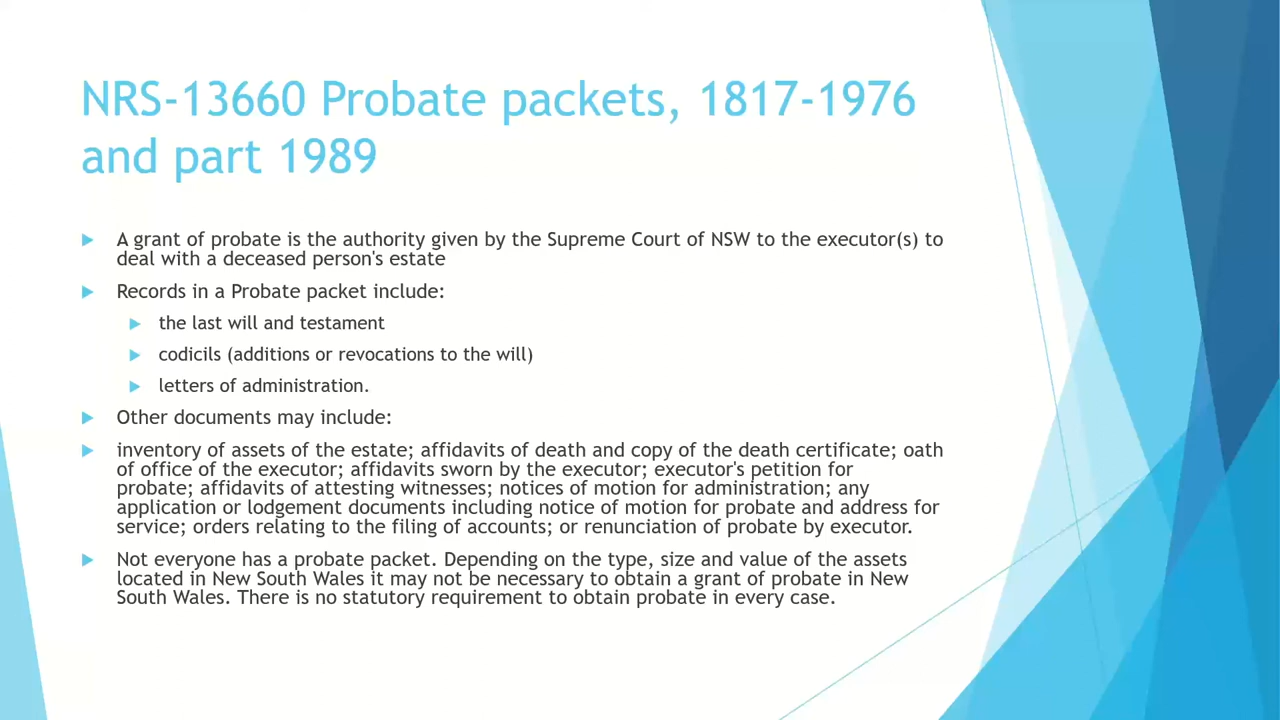 NRS-13660 Probate packets, 1817-1976
and part 1989
A grant of probate is the authority given by the Supreme Court of NSW to the executor(s) to
deal with a deceased person's estate
Records in a Probate packet include:
the last will and testament
codicils (additions or revocations to the will)
letters of administration.
Other documents may include:
inventory of assets of the estate; affidavits of death and copy of the death certificate; oath
of office of the executor; affidavits sworn by the executor; executor's petition for
probate; affidavits of attesting witnesses; notices of motion for administration; any
application or lodgement documents including notice of motion for probate and address for
service; orders relating to the filing of accounts; or renunciation of probate by executor.
Not everyone has a probate packet. Depending on the type, size and value of the assets
located in New South Wales it may not be necessary to obtain a grant of probate in New
South Wales. There is no statutory requirement to obtain probate in every case.